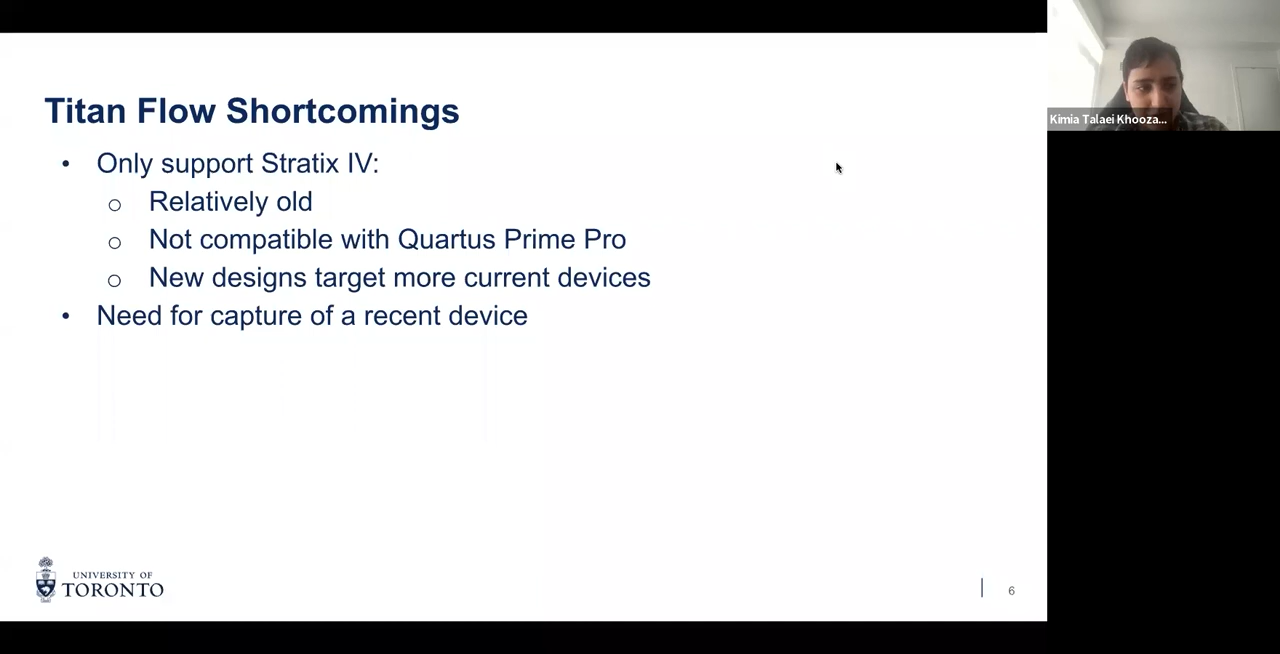 Titan Flow Shortcomings
• Only support Stratix IV:
o Relatively old
o Not compatible with Quartus Prime Pro
o New designs target more current devices
• Need for capture of a recent device
UNIVERSITY OF
TORONTO
6
Kimia Talaei Khooza...